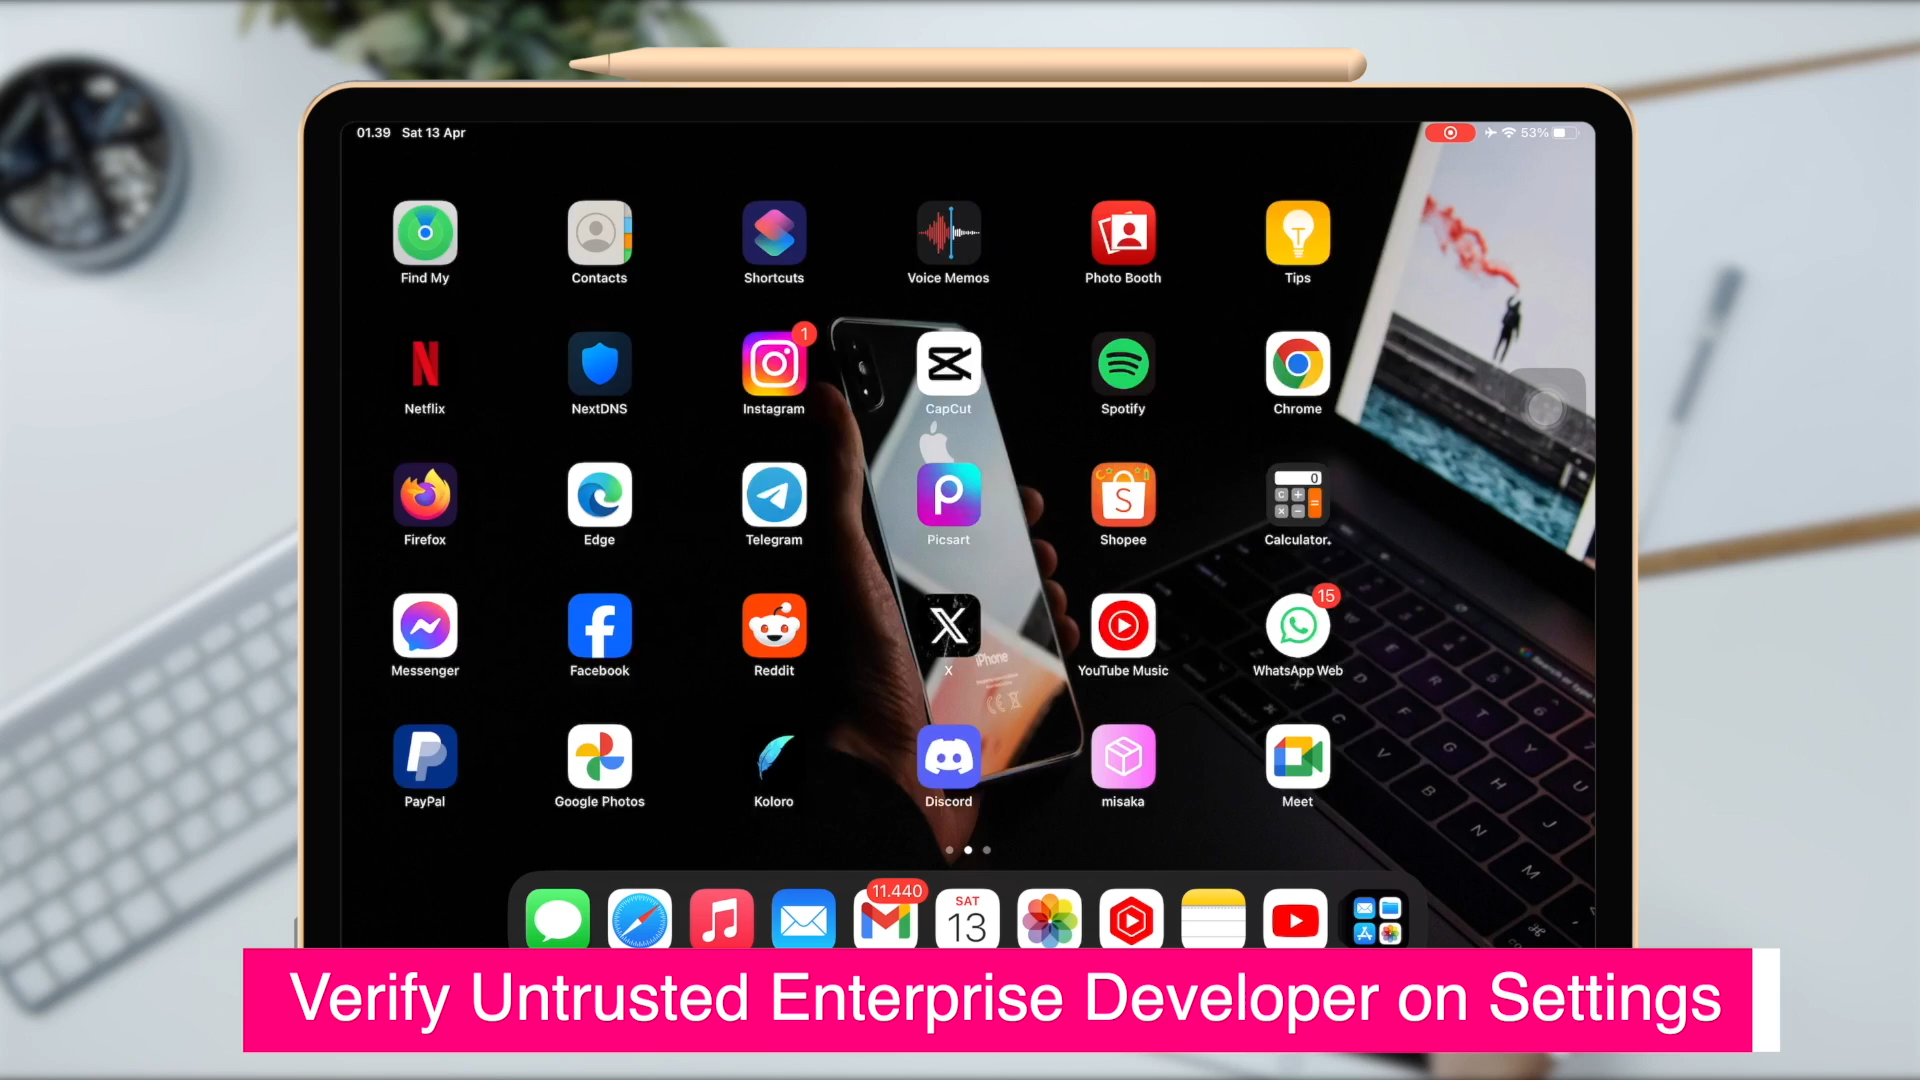 01.39 Sat 13 Apr
53%
Find My
Contacts
Shortcuts
Voice Memos
Photo Booth
Tips
1
Netflix
NextDNS
Instagram
CapCut
Spotify
Chrome
0
Firefox
Edge
Telegram
Picsart
Shopee
Calculator.
15
iPhone
Messenger
Facebook
Reddit
X
YouTube Music
WhatsApp Web
PayPal
Google Photos
Koloro
Discord
misaka
Meet
11.440
SAT
13
Verify Untrusted Enterprise Developer on Settings